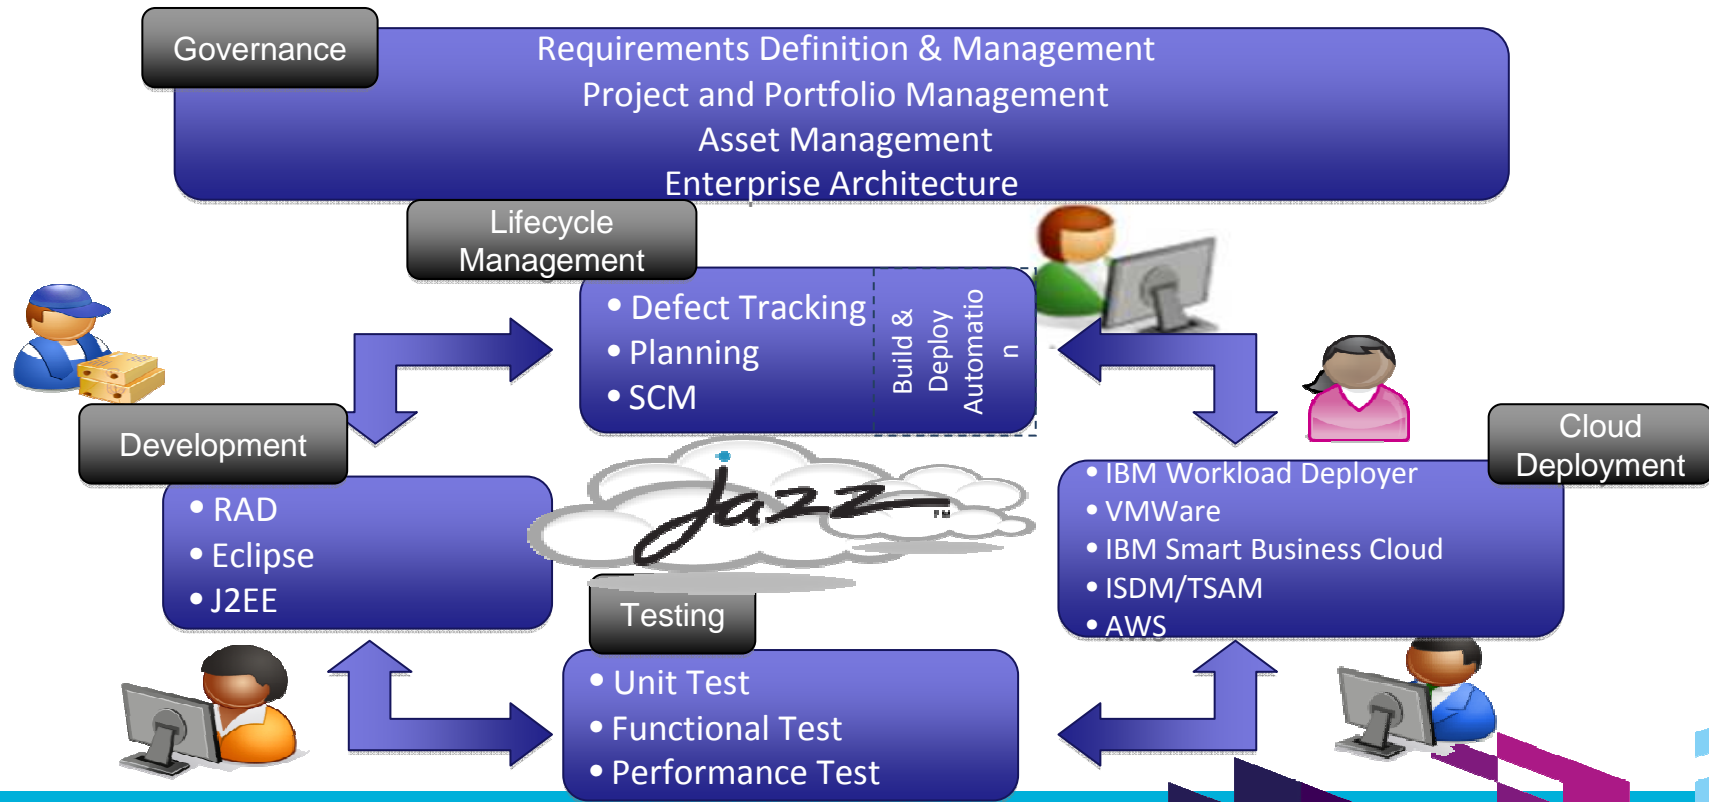 Governance
Requirements Definition & Management
Project and Portfolio Management
Asset Management
Enterprise Architecture
Lifecycle
Management
• Defect Tracking
• Planning
• SCM
Build &
Deploy
Automatio
n
Development
• RAD
• Eclipse
• J2EE
jazz™
Cloud
Deployment
• IBM Workload Deployer
• VMWare
• IBM Smart Business Cloud
• ISDM/TSAM
• AWS
Testing
• Unit Test
• Functional Test
• Performance Test